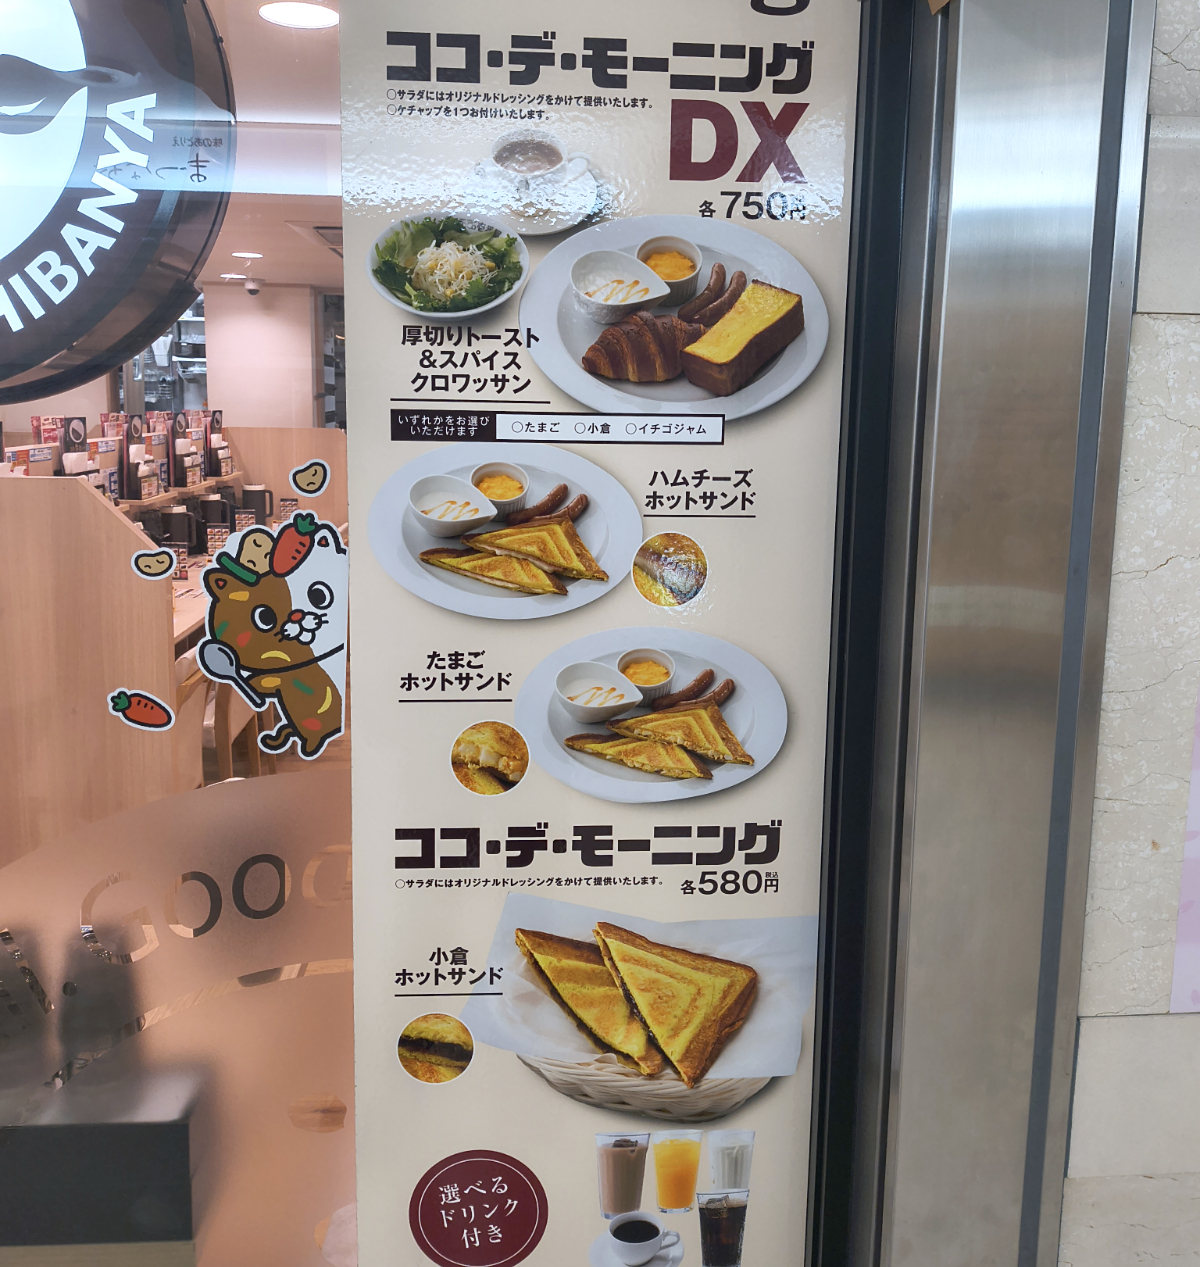 ココ・デ・モーニング
○サラダにはオリジナルドレッシングをかけて提供いたします。
○ケチャップを1つお付けいたします。
DX
各750円
厚切りトースト
&スパイス
クロワッサン
いずれかをお選び
いただけます
○たまご ○小倉 ○イチゴジャム
ハムチーズ
ホットサンド
たまご
ホットサンド
ココ・デ・モーニング
○サラダにはオリジナルドレッシングをかけて提供いたします。
各580円
税込
小倉
ホットサンド
選べる
ドリンク
付き
HIBANYA
味のあとりえ
GOO